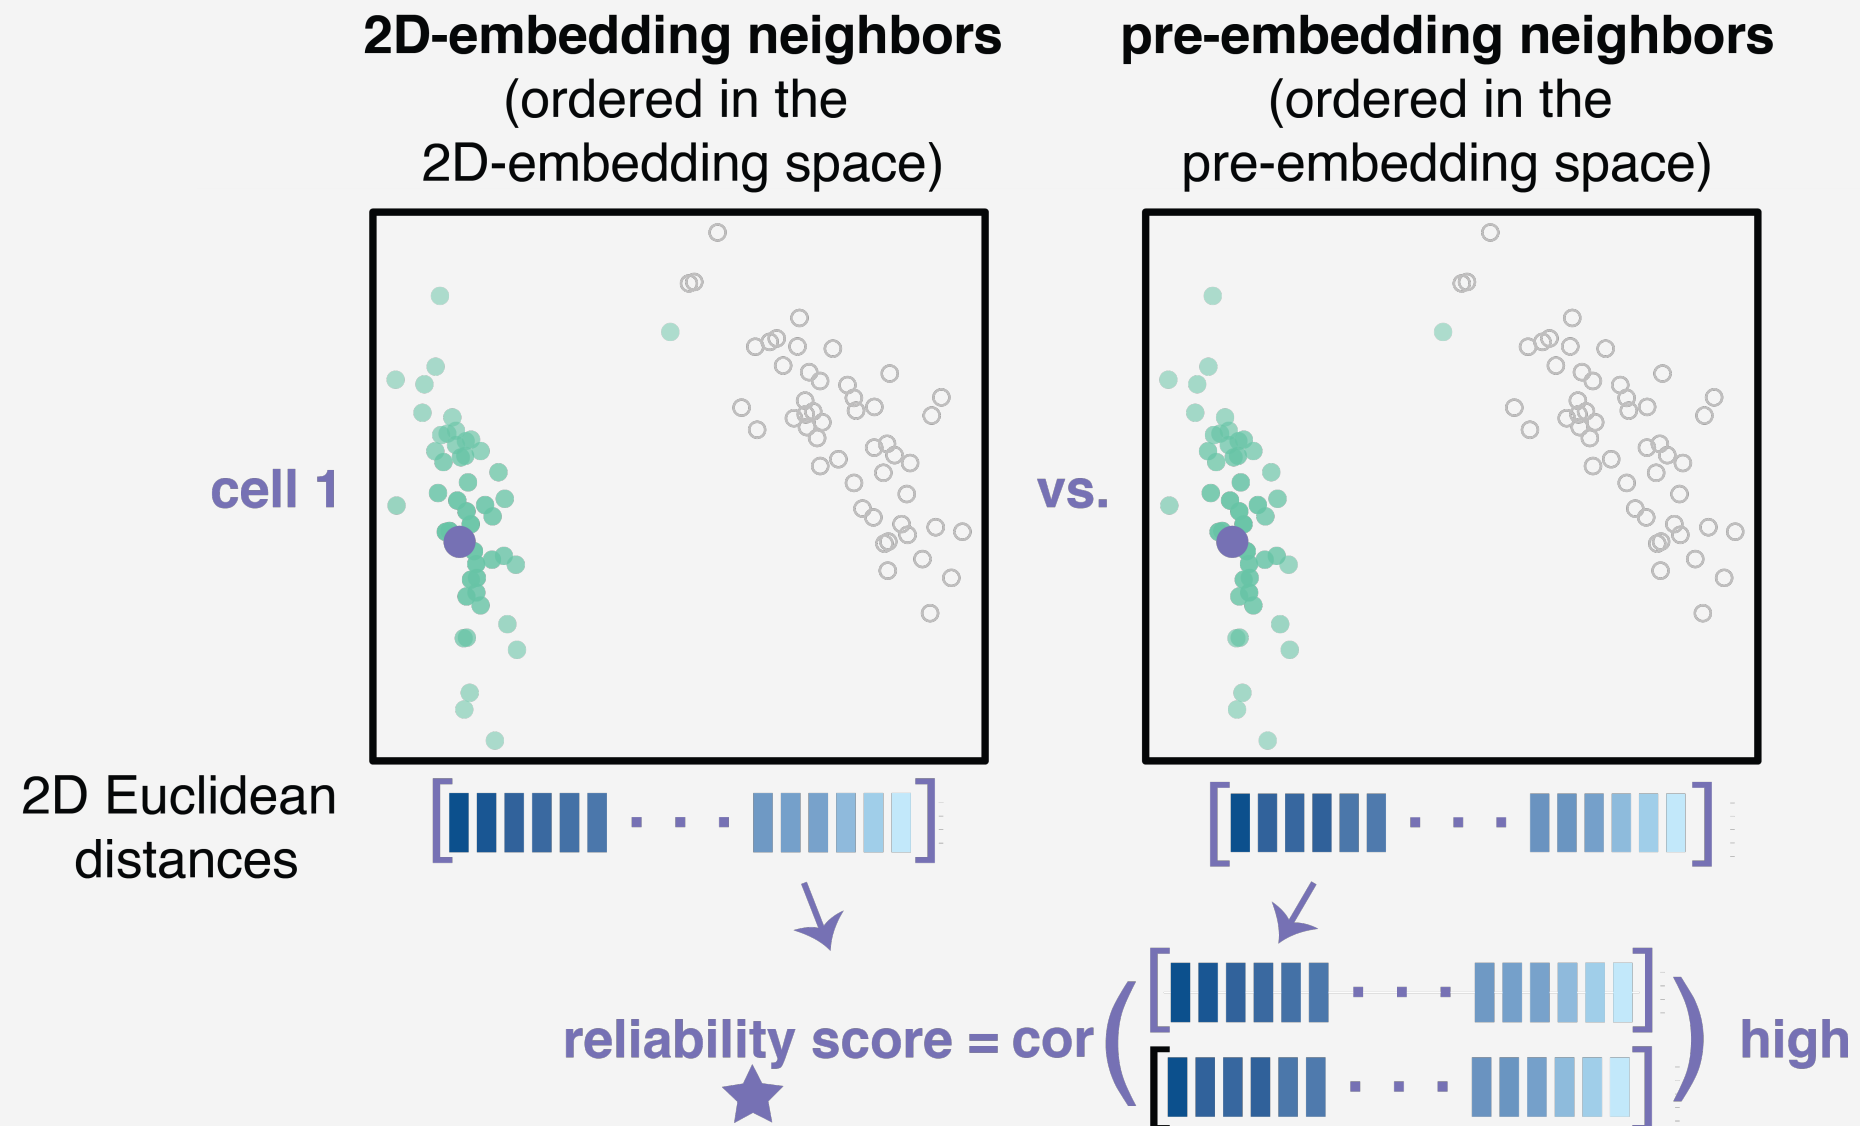 2D-embedding neighbors
(ordered in the
2D-embedding space)
pre-embedding neighbors
(ordered in the
pre-embedding space)
cell 1
vs.
2D Euclidean
distances
[ · · · ]
[ · · · ]
reliability score = cor ( [ · · · ] [ · · · ] ) high